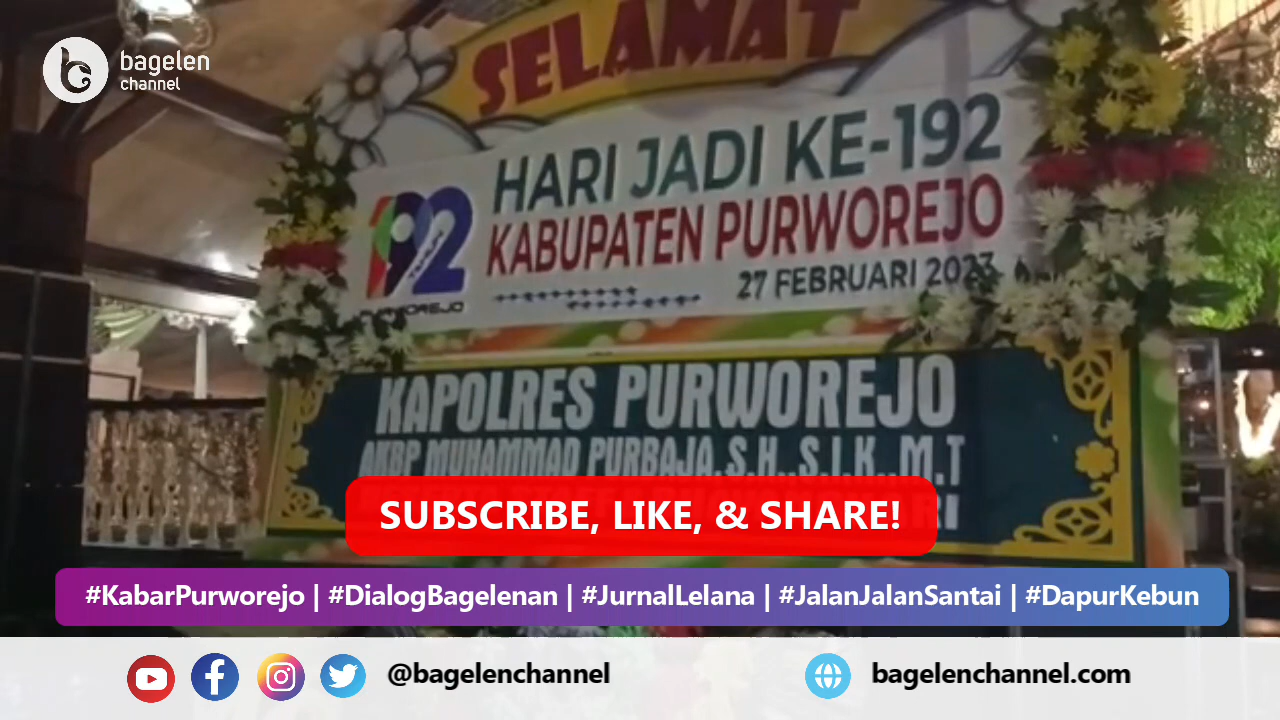 bagelen
channel
SELAMAT
HARI JADI KE-192
KABUPATEN PURWOREJO
27 FEBRUARI 2023
192
PURWOREJO
KAPOLRES PURWOREJO
AKBP MUHAMMAD PURBAJA,S.H.,S.I.K.,M.T
SUBSCRIBE, LIKE, & SHARE!
#KabarPurworejo | #DialogBagelenan | #JurnalLelana | #JalanJalanSantai | #DapurKebun
@bagelenchannel
bagelenchannel.com